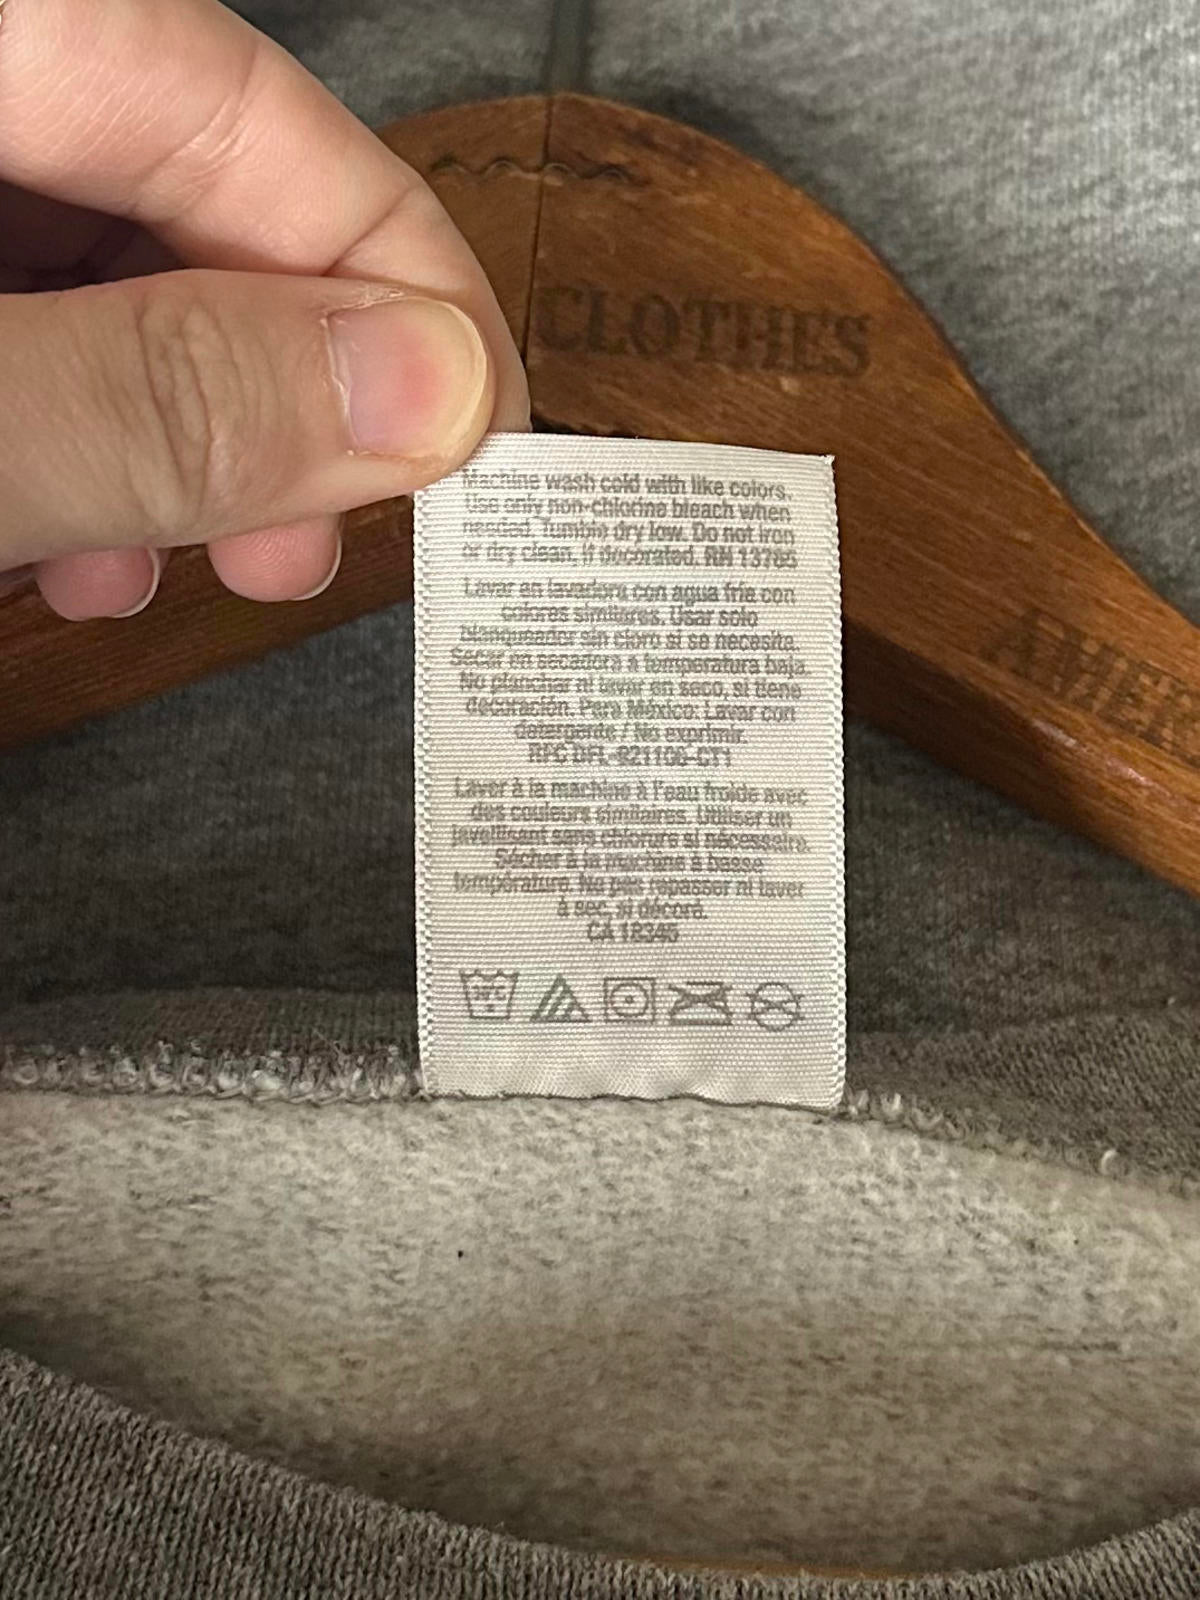 CLOTHES
AMER
Machine wash cold with like colors.
Use only non-chlorine bleach when
needed. Tumble dry low. Do not iron
or dry clean, if decorated. RN 13765
Lavar en lavadora con agua fria con
colores similares. Usar solo
blanqueador sin cloro si se necesita.
Secar en secadora a temperatura baja.
No planchar ni lavar en seco, si tiene
decoración. Para México: Lavar con
detergente / No exprimir.
RFC DFL-921106-CT1
Laver à la machine à l'eau froide avec
des couleurs similaires. Utiliser un
javellisant sans chlorure si nécessaire.
Sécher à la machine à basse
température. Ne pas repasser ni laver
à sec, si décoré.
CA 18345
30°C